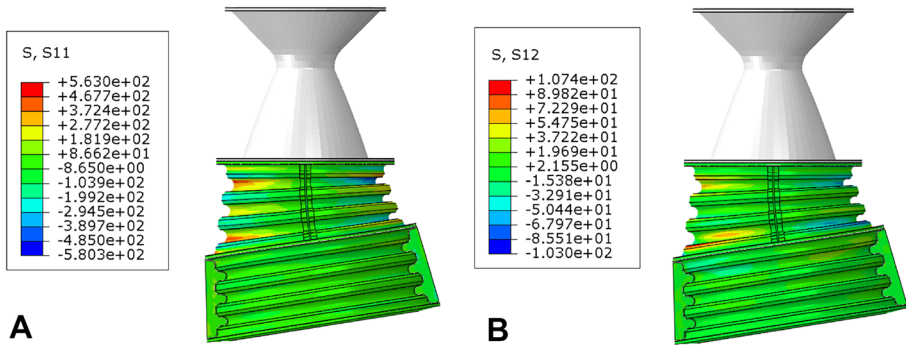 S, S11
+5.630e+02
+4.677e+02
+3.724e+02
+2.772e+02
+1.819e+02
+8.662e+01
-8.650e+00
-1.039e+02
-1.992e+02
-2.945e+02
-3.897e+02
-4.850e+02
-5.803e+02
A
S, S12
+1.074e+02
+8.982e+01
+7.229e+01
+5.475e+01
+3.722e+01
+1.969e+01
+2.155e+00
-1.538e+01
-3.291e+01
-5.044e+01
-6.797e+01
-8.551e+01
-1.030e+02
B